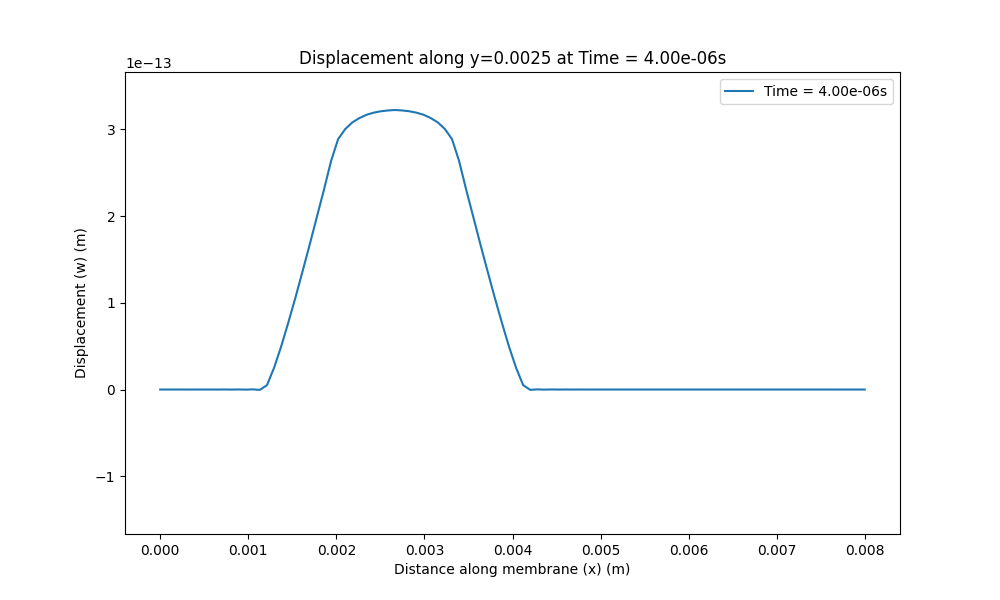 Displacement along y=0.0025 at Time = 4.00e-06s
1e−13
Time = 4.00e-06s
3
2
1
0
−1
Displacement (w) (m)
0.000 0.001 0.002 0.003 0.004 0.005 0.006 0.007 0.008
Distance along membrane (x) (m)